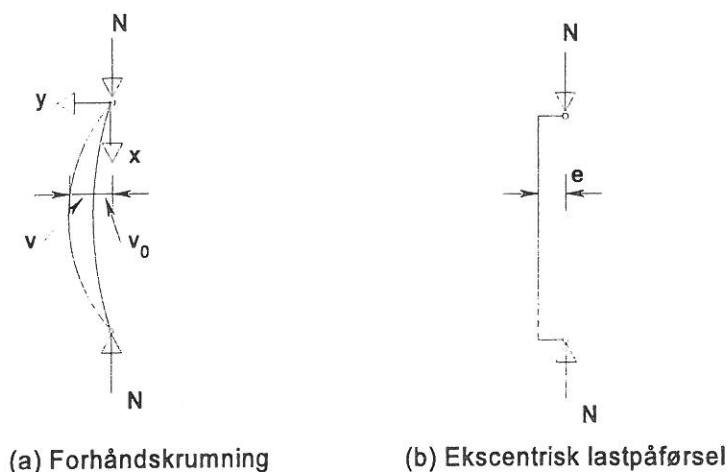 N
N
y
x
e
v
v0
N
N
(a) Forhåndskrumning
(b) Ekscentrisk lastpåførsel